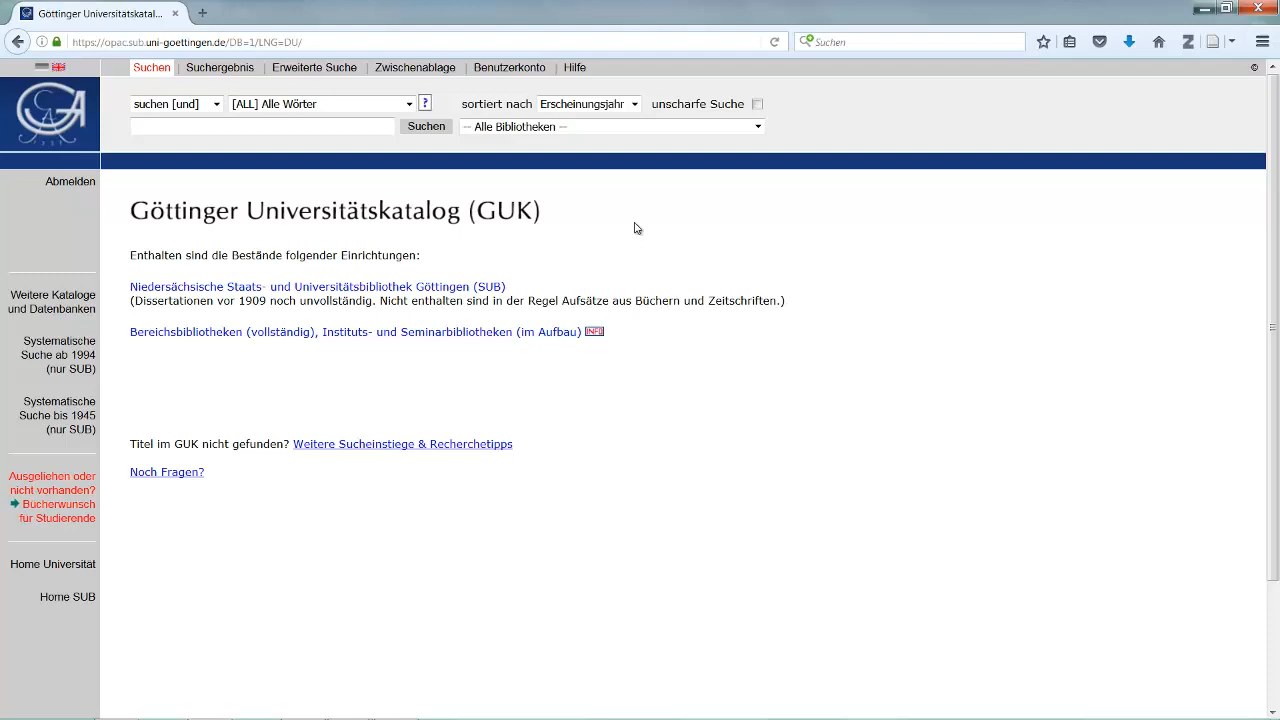 Göttinger Universitätskatal...
https://opac.sub.uni-goettingen.de/DB=1/LNG=DU/
Suchen
Suchen Suchergebnis Erweiterte Suche Zwischenablage Benutzerkonto Hilfe ©
suchen [und] [ALL] Alle Wörter ? sortiert nach Erscheinungsjahr unscharfe Suche
Suchen -- Alle Bibliotheken --
Abmelden
Göttinger Universitätskatalog (GUK)
Enthalten sind die Bestände folgender Einrichtungen:
Niedersächsische Staats- und Universitätsbibliothek Göttingen (SUB)
(Dissertationen vor 1909 noch unvollständig. Nicht enthalten sind in der Regel Aufsätze aus Büchern und Zeitschriften.)
Bereichsbibliotheken (vollständig), Instituts- und Seminarbibliotheken (im Aufbau) INFO
Titel im GUK nicht gefunden? Weitere Sucheinstiege & Recherchetipps
Noch Fragen?
Weitere Kataloge
und Datenbanken
Systematische
Suche ab 1994
(nur SUB)
Systematische
Suche bis 1945
(nur SUB)
Ausgeliehen oder
nicht vorhanden?
Bücherwunsch
für Studierende
Home Universität
Home SUB